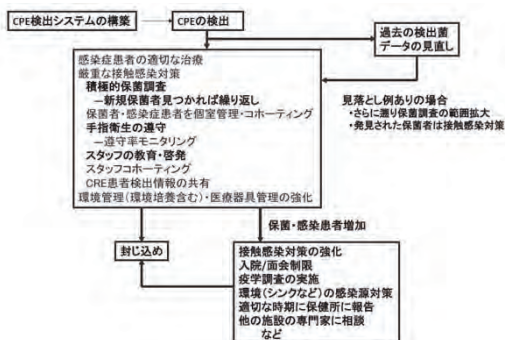 CPE検出システムの構築
CPEの検出
過去の検出菌
データの見直し
感染症患者の適切な治療
厳重な接触感染対策
積極的保菌調査
―新規保菌者見つかれば繰り返し
保菌者・感染症患者を個室管理・コホーティング
手指衛生の遵守
―遵守率モニタリング
スタッフの教育・啓発
スタッフコホーティング
CRE患者検出情報の共有
環境管理(環境培養含む)・医療器具管理の強化
見落とし例ありの場合
・さらに遡り保菌調査の範囲拡大
・発見された保菌者は接触感染対策
保菌・感染患者増加
封じ込め
接触感染対策の強化
入院/面会制限
疫学調査の実施
環境(シンクなど)の感染源対策
適切な時期に保健所に報告
他の施設の専門家に相談
など